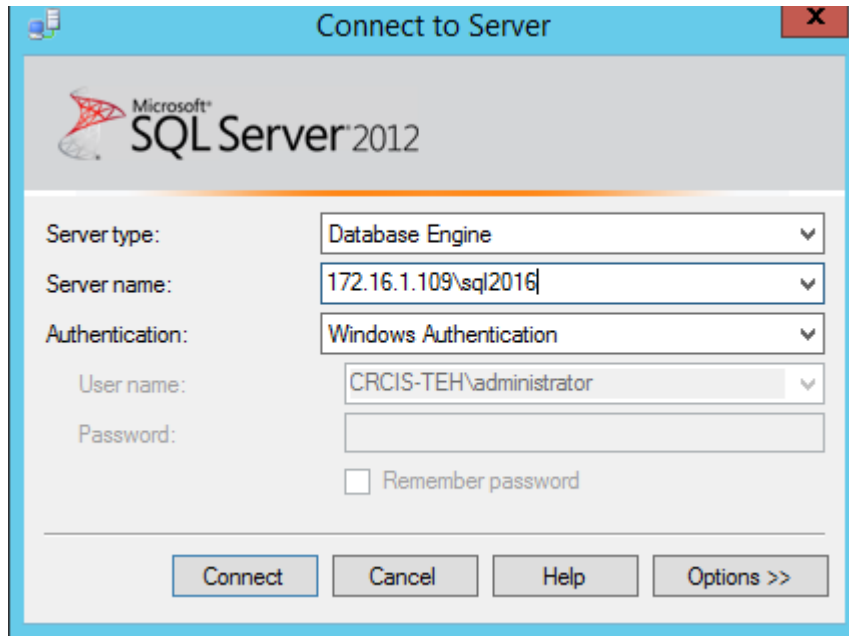 Connect to Server
x
Microsoft®
SQL Server® 2012
Server type: Database Engine
Server name: 172.16.1.109\sql2016
Authentication: Windows Authentication
User name: CRCIS-TEH\administrator
Password:
Remember password
Connect Cancel Help Options >>